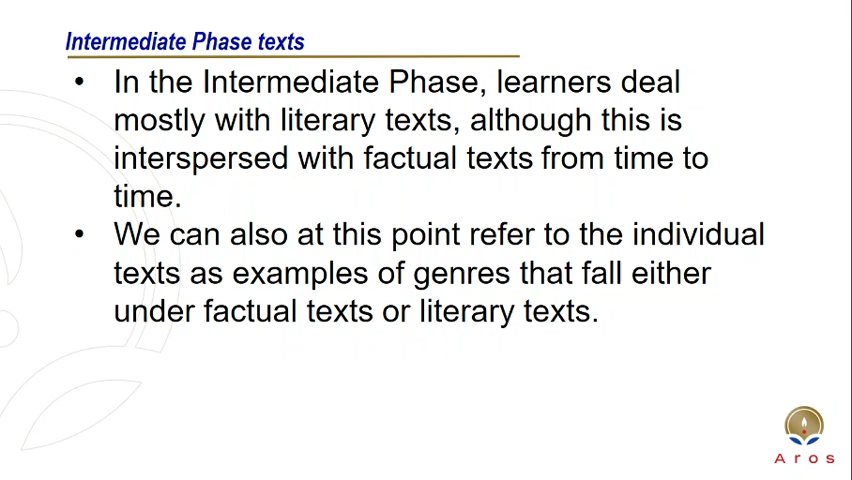 Intermediate Phase texts
• In the Intermediate Phase, learners deal
mostly with literary texts, although this is
interspersed with factual texts from time to
time.
• We can also at this point refer to the individual
texts as examples of genres that fall either
under factual texts or literary texts.
Aros